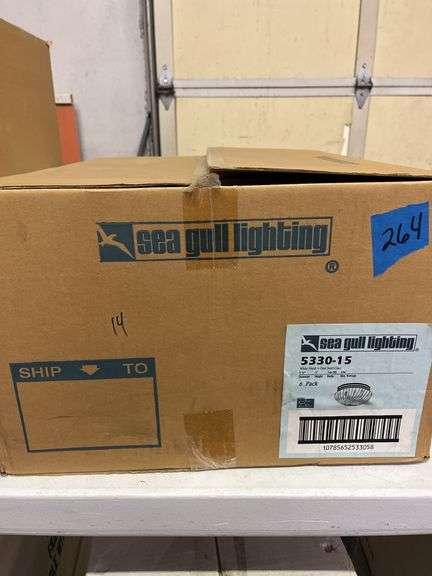 sea gull lighting
®
264
14
sea gull lighting
5330-15
6 Pack
SHIP TO
10785652533058